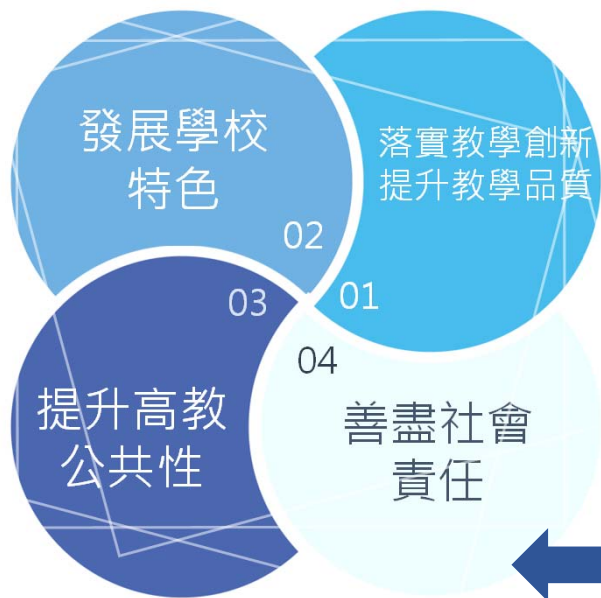 發展學校
特色
02
落實教學創新
提升教學品質
01
03
提升高教
公共性
04
善盡社會
責任